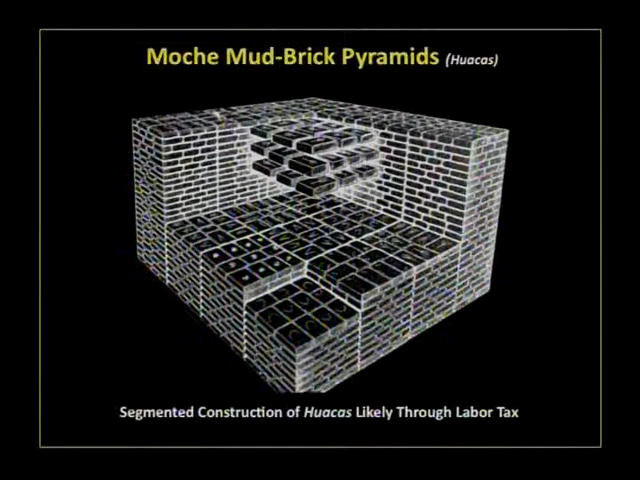 Moche Mud-Brick Pyramids (Huacas)
Segmented Construction of Huacas Likely Through Labor Tax